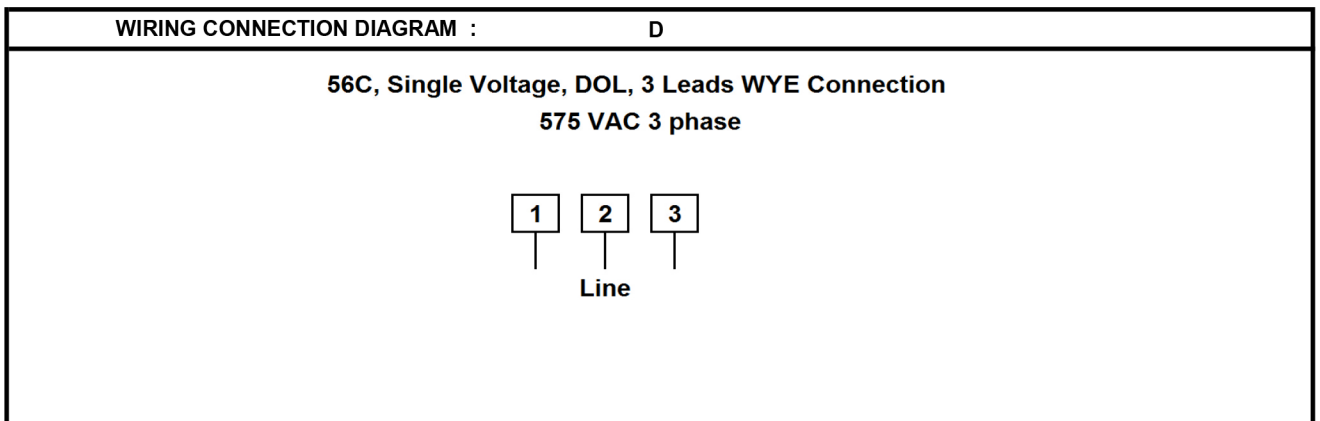 WIRING CONNECTION DIAGRAM : D
56C, Single Voltage, DOL, 3 Leads WYE Connection
575 VAC 3 phase
1 2 3
Line